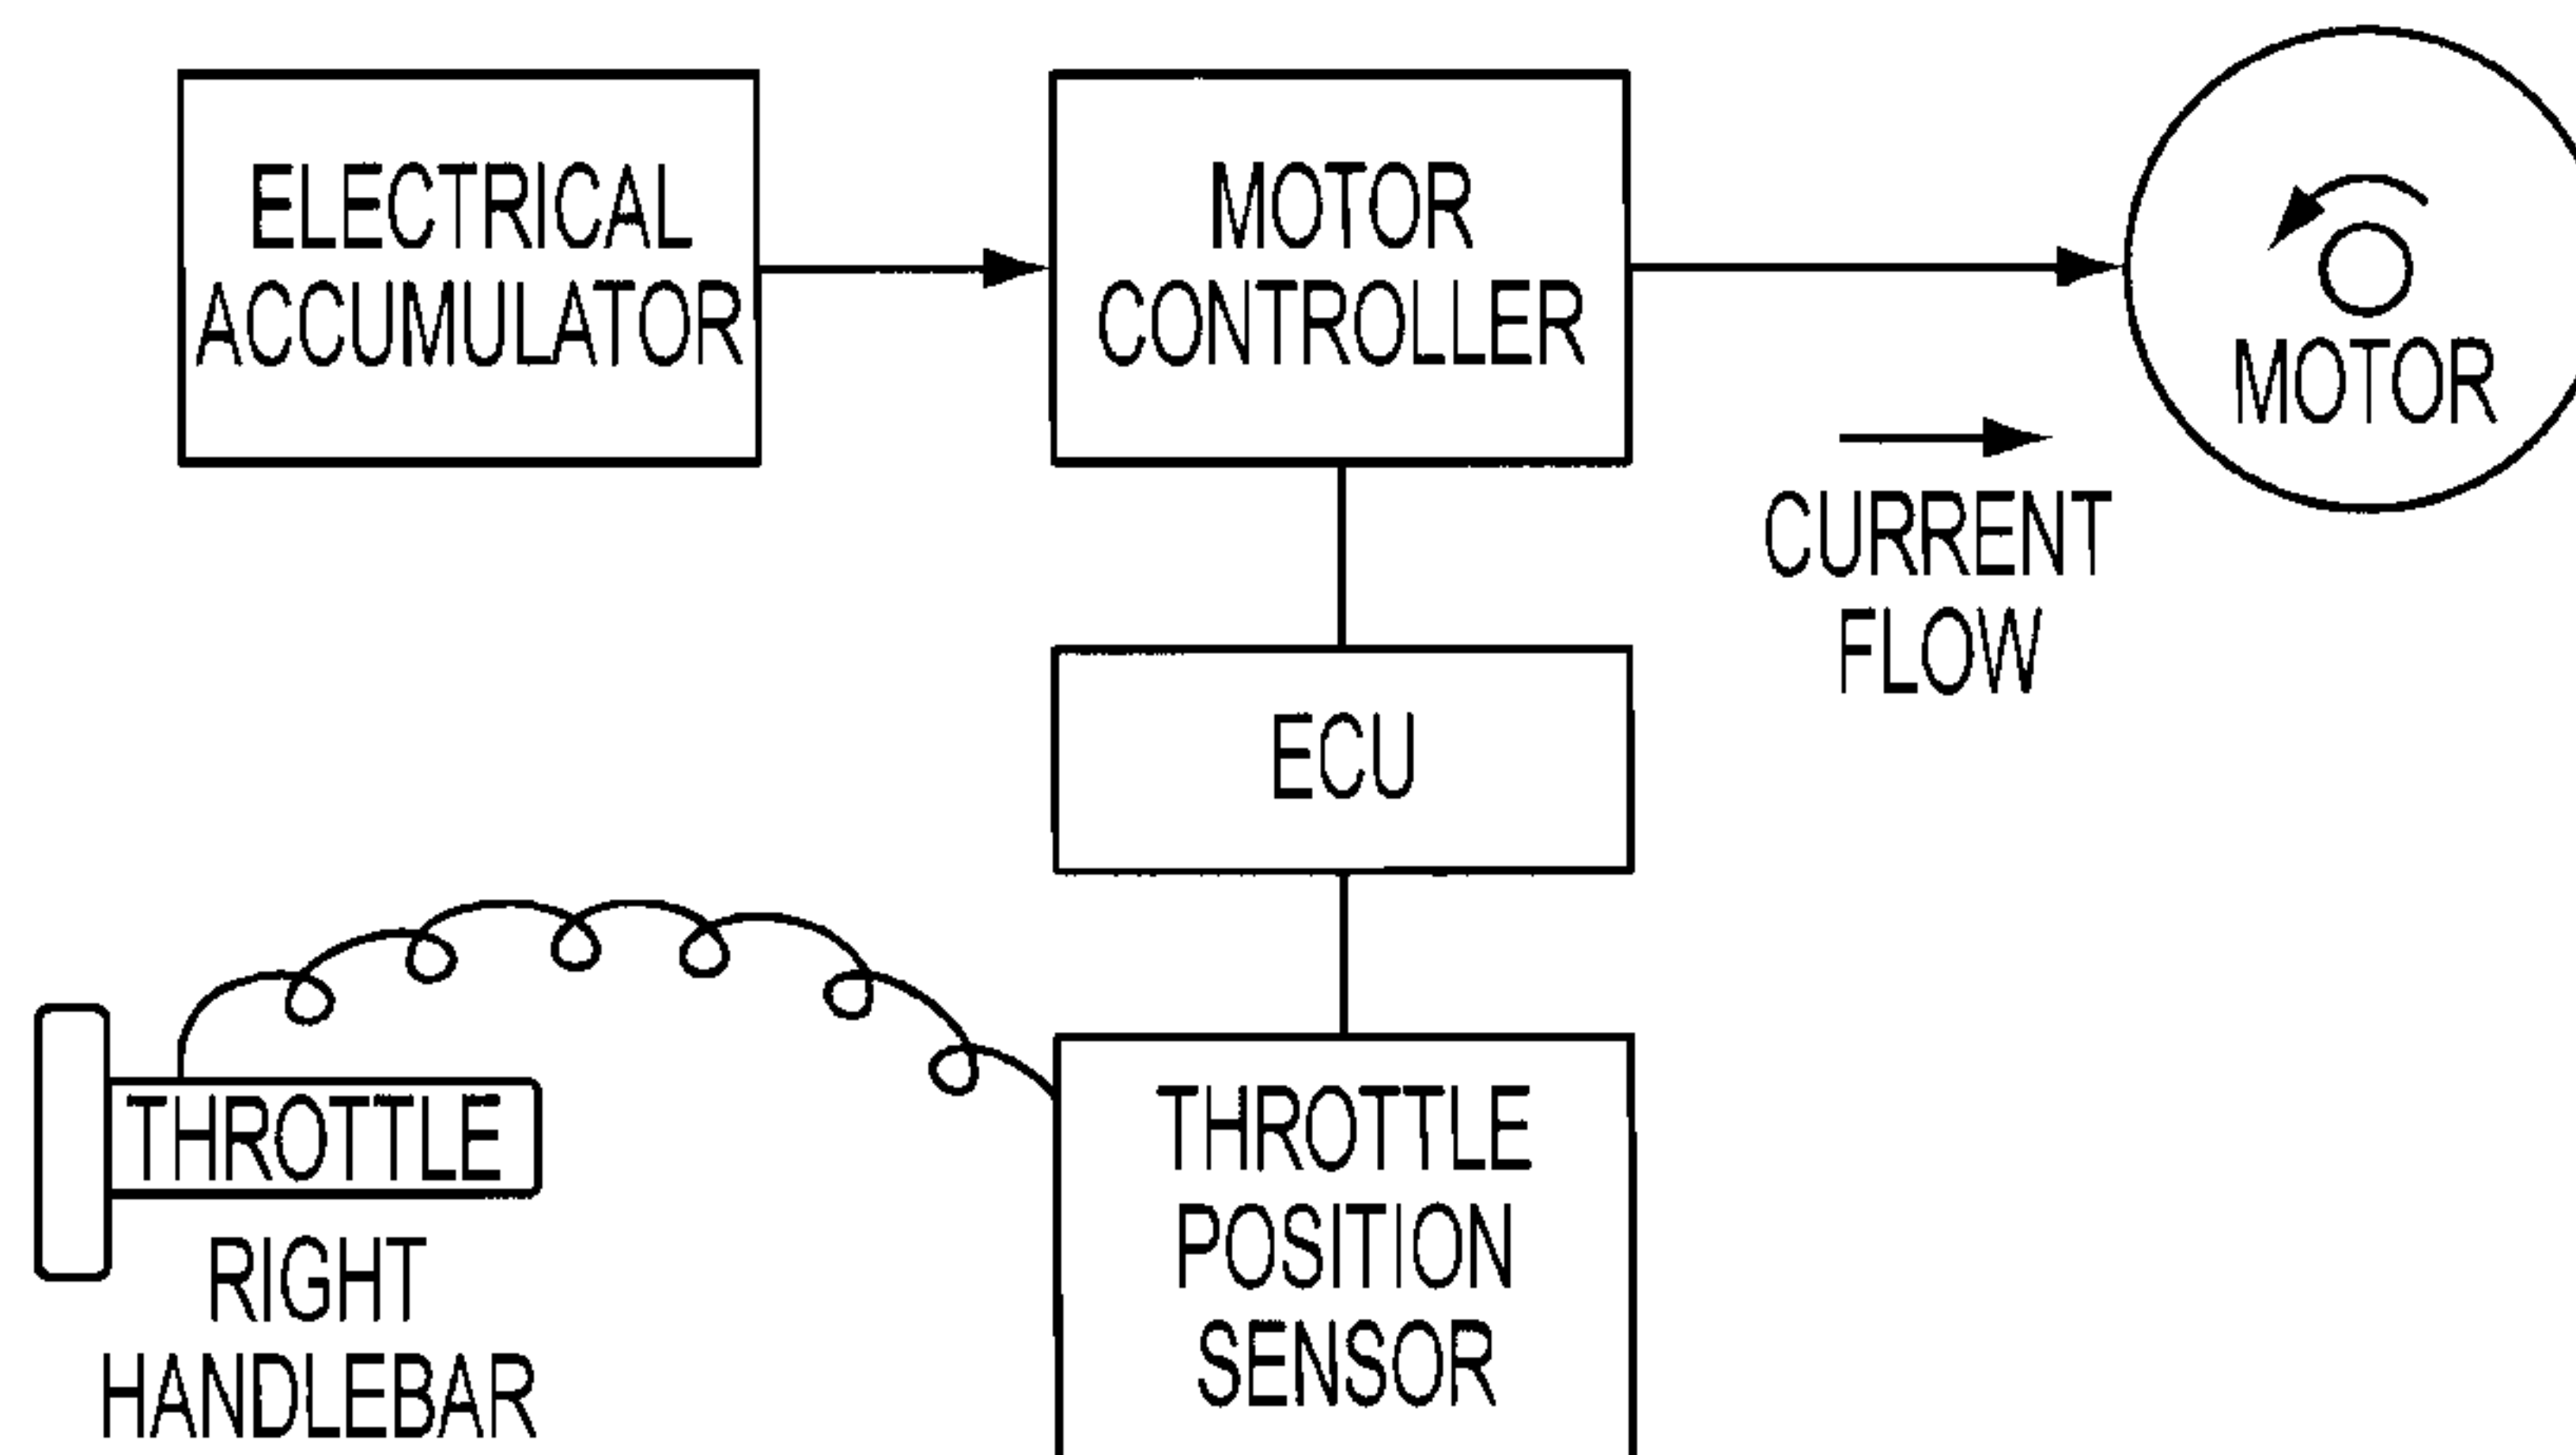 ELECTRICAL
ACCUMULATOR
MOTOR
CONTROLLER
MOTOR
CURRENT
FLOW
ECU
THROTTLE
RIGHT
HANDLEBAR
THROTTLE
POSITION
SENSOR